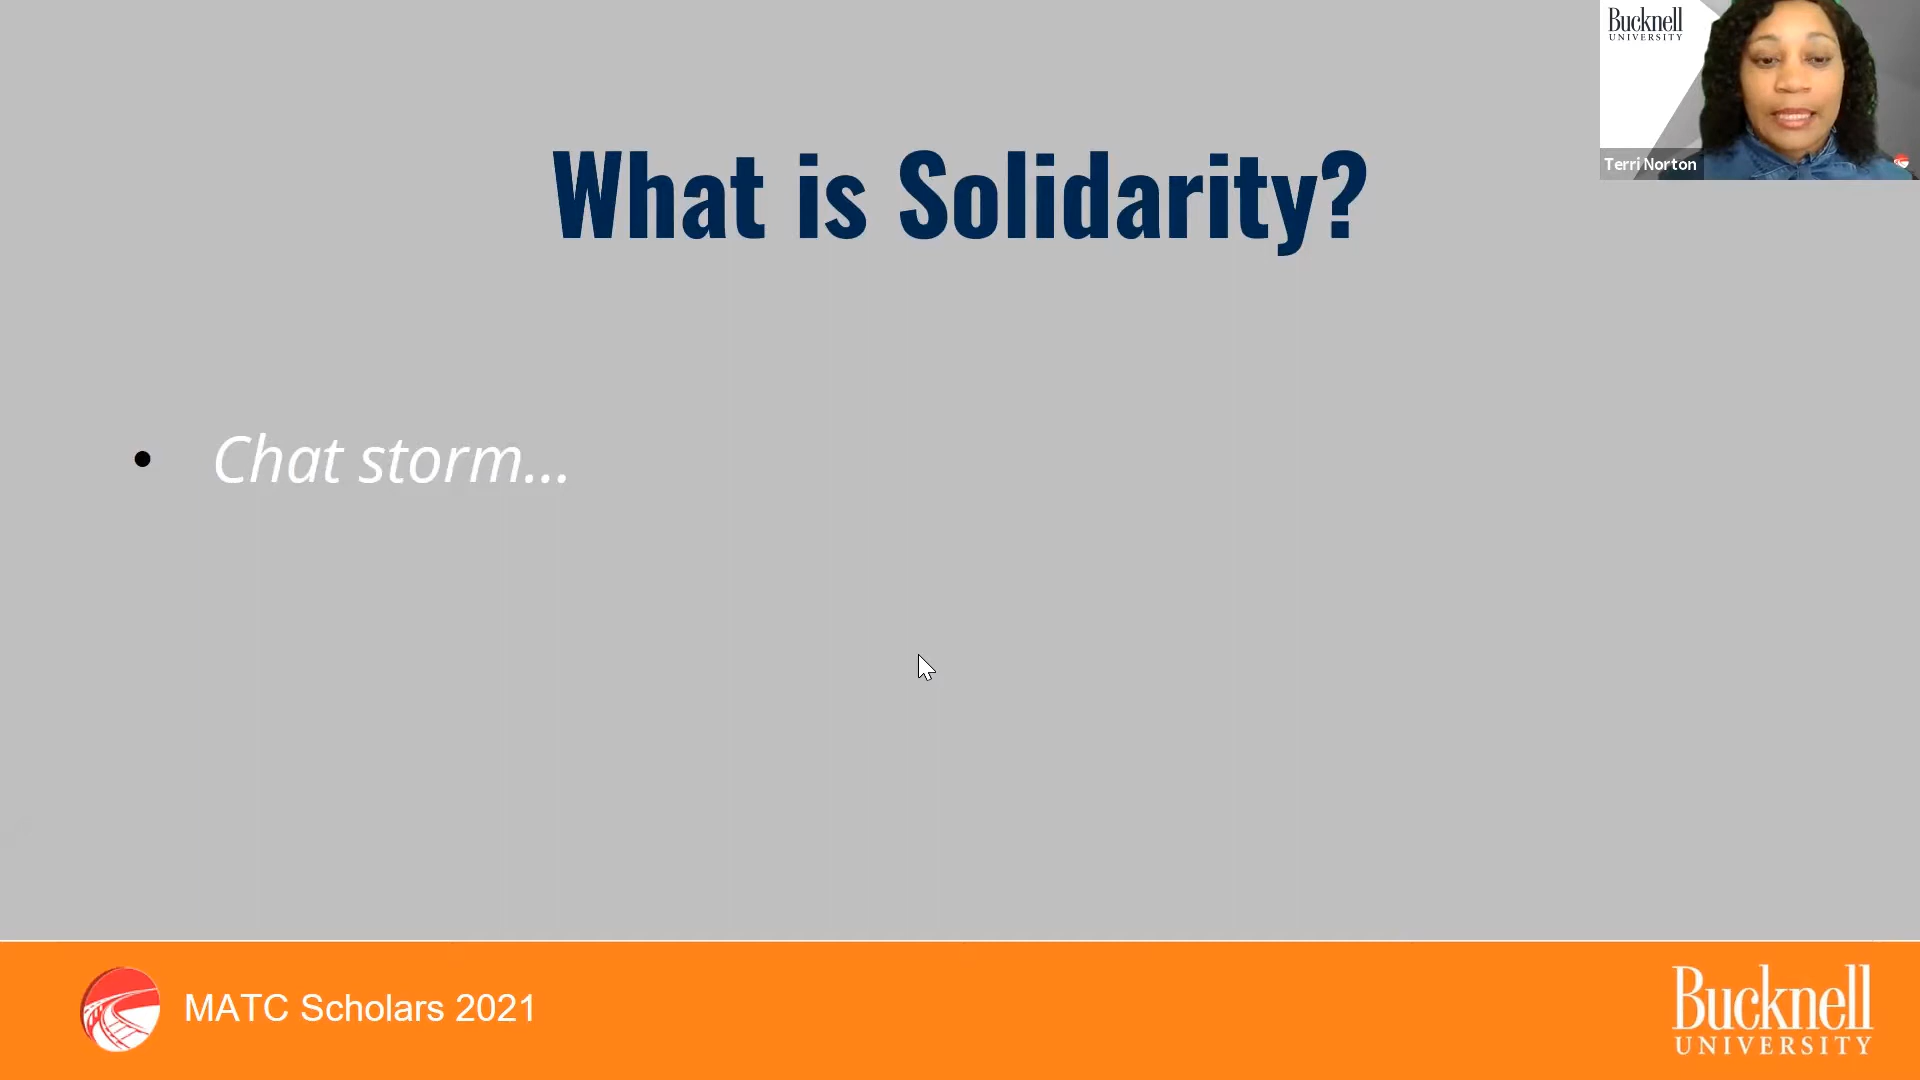 Bucknell
UNIVERSITY
Terri Norton
What is Solidarity?
• Chat storm...
MATC Scholars 2021
Bucknell
UNIVERSITY